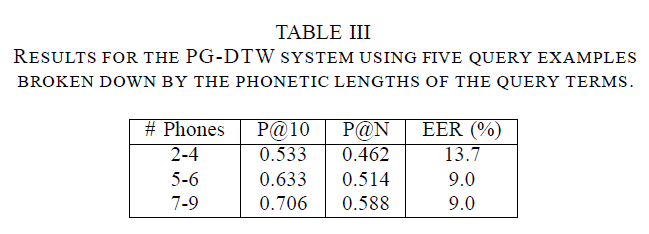 TABLE III
RESULTS FOR THE PG-DTW SYSTEM USING FIVE QUERY EXAMPLES
BROKEN DOWN BY THE PHONETIC LENGTHS OF THE QUERY TERMS.
# Phones P@10 P@N EER (%)
2-4 0.533 0.462 13.7
5-6 0.633 0.514 9.0
7-9 0.706 0.588 9.0